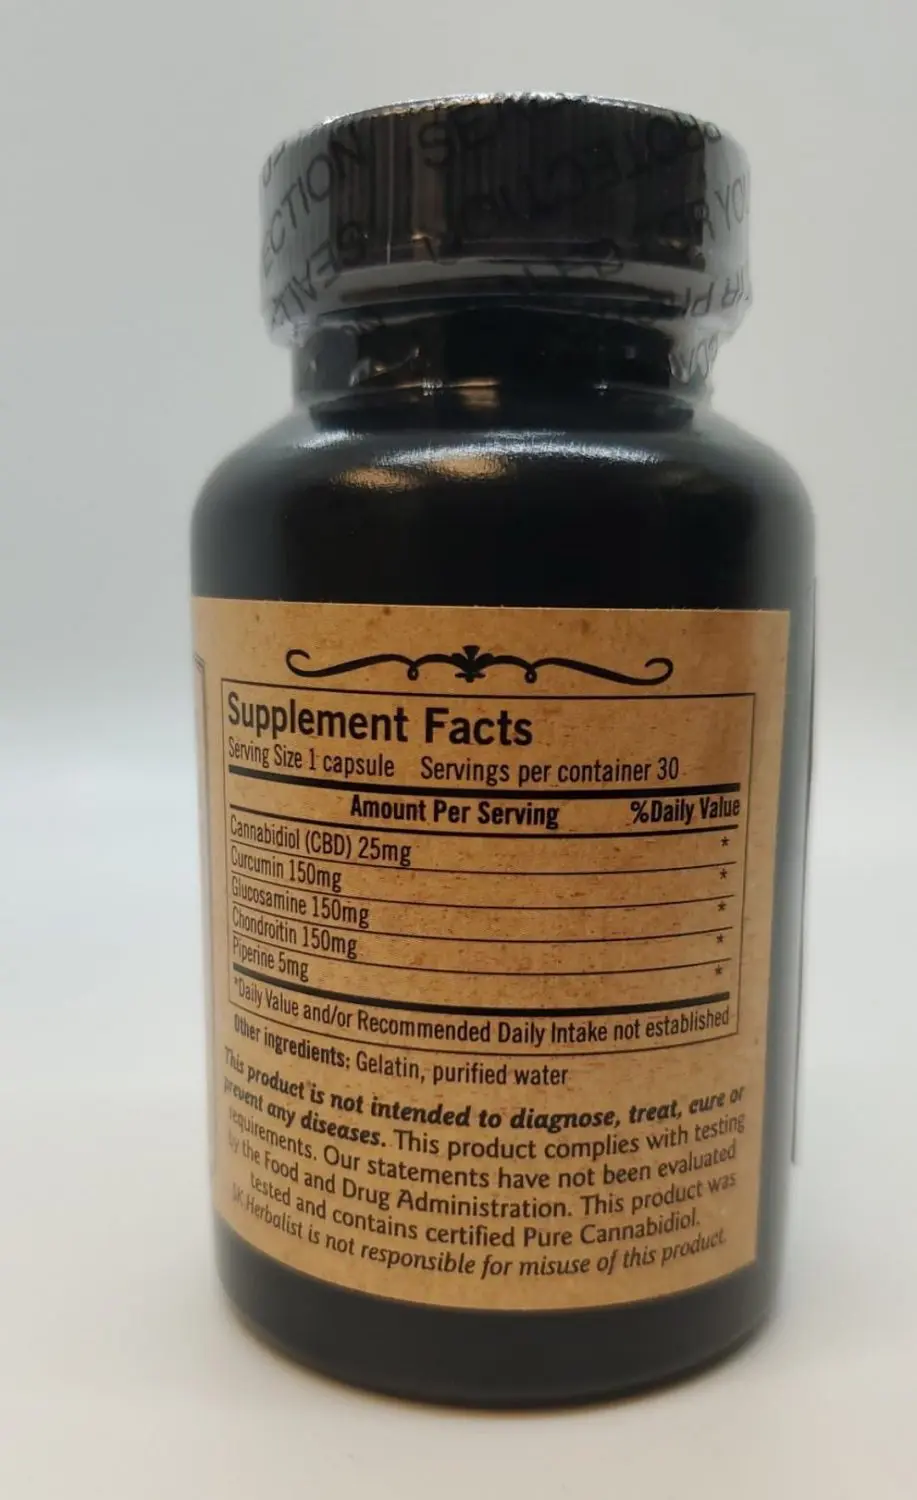 Supplement Facts
Serving Size 1 capsule Servings per container 30
Amount Per Serving %Daily Value
Cannabidiol (CBD) 25mg *
Curcumin 150mg *
Glucosamine 150mg *
Chondroitin 150mg *
Piperine 5mg *
*Daily Value and/or Recommended Daily Intake not established
Other ingredients: Gelatin, purified water
This product is not intended to diagnose, treat, cure or
prevent any diseases. This product complies with testing
requirements. Our statements have not been evaluated
by the Food and Drug Administration. This product was
tested and contains certified Pure Cannabidiol.
Herbalist is not responsible for misuse of this product.